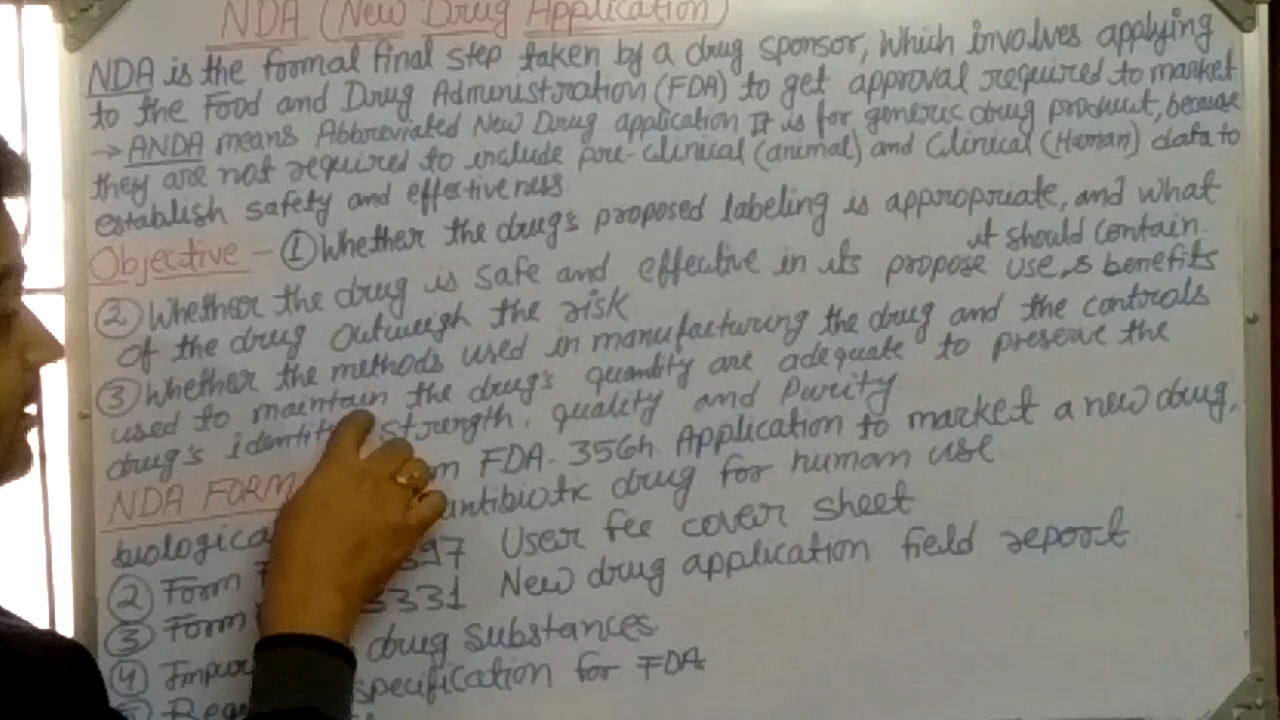 NDA (New Drug Application)
NDA is the formal final step taken by a drug sponsor, which involves applying
to the Food and Drug Administration (FDA) to get approval required to market
→ ANDA means Abbreviated New Drug application It is for generic drug product, because
they are not required to include pre-clinical (animal) and Clinical (Human) data to
establish safety and effectiveness
Objective - ① Whether the drug's proposed labeling is appropriate, and what
it should contain.
② Whether the drug is safe and effective in its propose use, & benefits
of the drug outweigh the risk
③ Whether the methods used in manufacturing the drug and the controls
used to maintain the drug's quantity are adequate to preserve the
drug's identity strength, quality and Purity
NDA FORM FDA-356h. Application to market a new drug,
biologica antibiotic drug for human use
② Form 397 User fee cover sheet
③ Form 3331 New drug application field report
④ Impur drug substances
specification for FDA